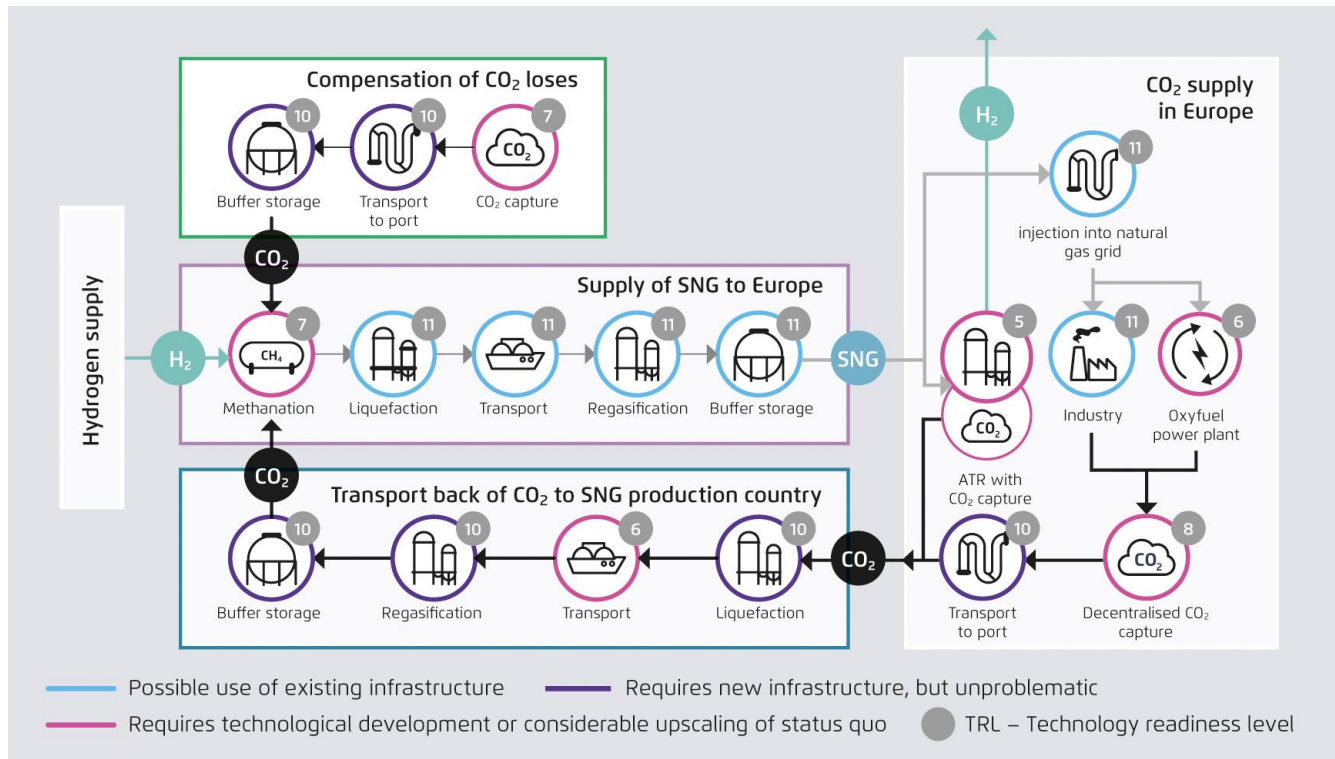 Hydrogen supply
H₂
Compensation of CO₂ loses
10
10
7
CO₂
Buffer storage
Transport
to port
CO₂ capture
CO₂
Supply of SNG to Europe
7
11
11
11
11
CH₄
Methanation
Liquefaction
Transport
Regasification
Buffer storage
SNG
CO₂
Transport back of CO₂ to SNG production country
10
10
6
10
Buffer storage
Regasification
Transport
Liquefaction
CO₂
CO₂ supply
in Europe
H₂
11
injection into natural
gas grid
5
11
6
CO₂
ATR with
CO₂ capture
Industry
Oxyfuel
power plant
10
8
CO₂
Transport
to port
Decentralised CO₂
capture
Possible use of existing infrastructure
Requires new infrastructure, but unproblematic
Requires technological development or considerable upscaling of status quo
TRL – Technology readiness level